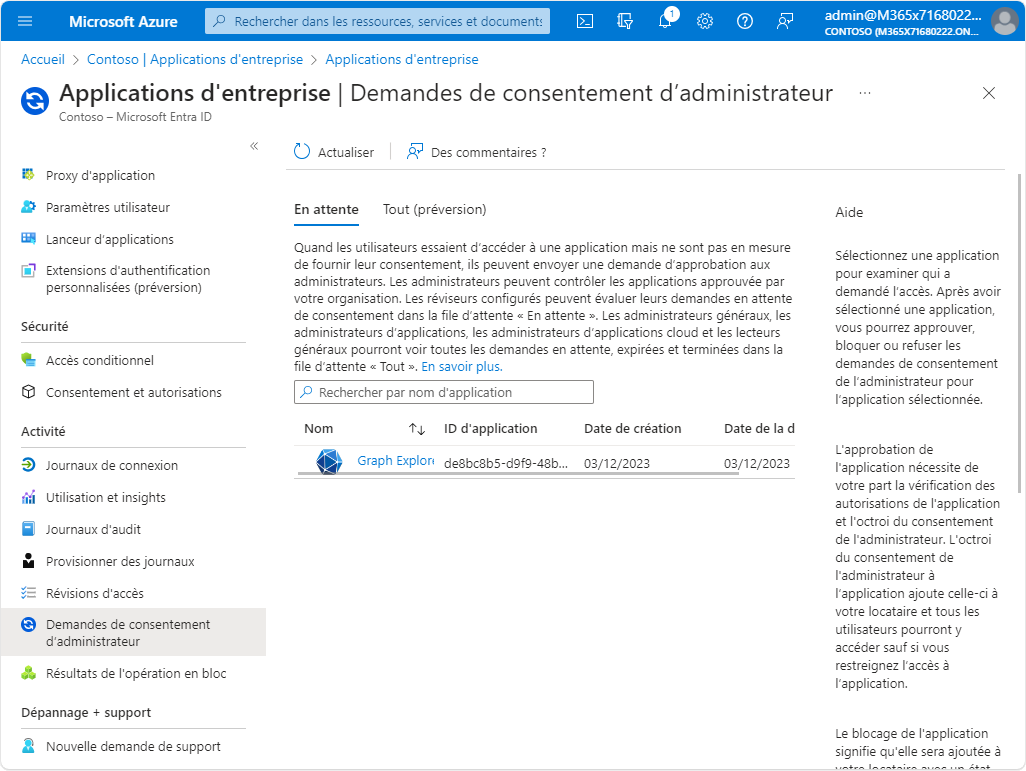 Microsoft Azure
Rechercher dans les ressources, services et documents
1
admin@M365x7168022...
CONTOSO (M365X71680222.ON...
Accueil > Contoso | Applications d'entreprise > Applications d'entreprise
Applications d'entreprise | Demandes de consentement d’administrateur ...
Contoso – Microsoft Entra ID
Proxy d'application
Paramètres utilisateur
Lanceur d’applications
Extensions d’authentification
personnalisées (préversion)
Sécurité
Accès conditionnel
Consentement et autorisations
Activité
Journaux de connexion
Utilisation et insights
Journaux d'audit
Provisionner des journaux
Révisions d'accès
Demandes de consentement
d’administrateur
Résultats de l'opération en bloc
Dépannage + support
Nouvelle demande de support
Actualiser
Des commentaires ?
En attente
Tout (préversion)
Quand les utilisateurs essaient d’accéder à une application mais ne sont pas en mesure
de fournir leur consentement, ils peuvent envoyer une demande d’approbation aux
administrateurs. Les administrateurs peuvent contrôler les applications approuvée par
votre organisation. Les réviseurs configurés peuvent évaluer leurs demandes en attente
de consentement dans la file d’attente « En attente ». Les administrateurs généraux, les
administrateurs d’applications, les administrateurs d’applications cloud et les lecteurs
généraux pourront voir toutes les demandes en attente, expirées et terminées dans la
file d’attente « Tout ». En savoir plus.
Rechercher par nom d'application
Nom ID d'application Date de création Date de la d
Graph Explor de8bc8b5-d9f9-48b... 03/12/2023 03/12/2023
Aide
Sélectionnez une application
pour examiner qui a
demandé l’accès. Après avoir
sélectionné une application,
vous pourrez approuver,
bloquer ou refuser les
demandes de consentement
de l’administrateur pour
l’application sélectionnée.
L'approbation de
l'application nécessite de
votre part la vérification des
autorisations de l'application
et l'octroi du consentement
de l'administrateur. L'octroi
du consentement de
l'administrateur à
l’application ajoute celle-ci à
votre locataire et tous les
utilisateurs pourront y
accéder sauf si vous
restreignez l’accès à
l’application.
Le blocage de l'application
signifie qu'elle sera ajoutée à
votre locataire avec un état